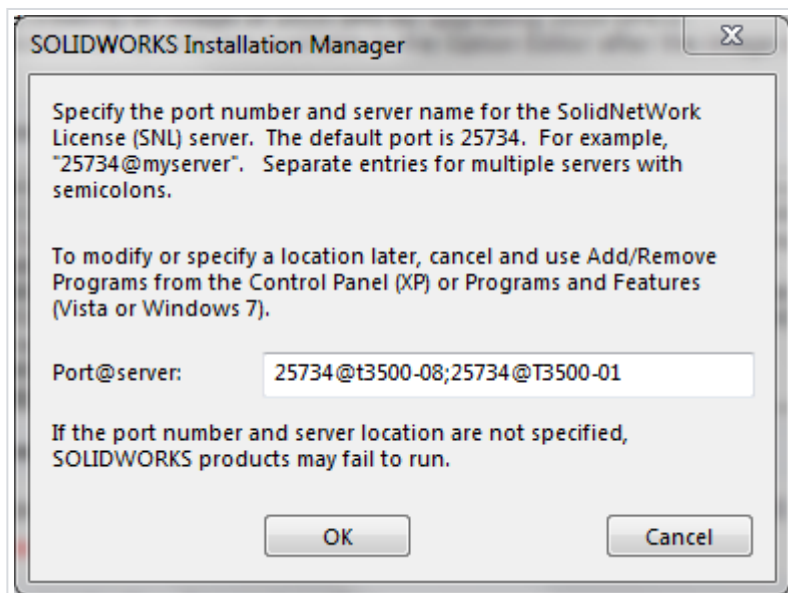 SOLIDWORKS Installation Manager
Specify the port number and server name for the SolidNetWork
License (SNL) server.  The default port is 25734.  For example,
"25734@myserver".   Separate entries for multiple servers with
semicolons.
To modify or specify a location later, cancel and use Add/Remove
Programs from the Control Panel (XP) or Programs and Features
(Vista or Windows 7).
Port@server: 25734@t3500-08;25734@T3500-01
If the port number and server location are not specified,
SOLIDWORKS products may fail to run.
OK Cancel